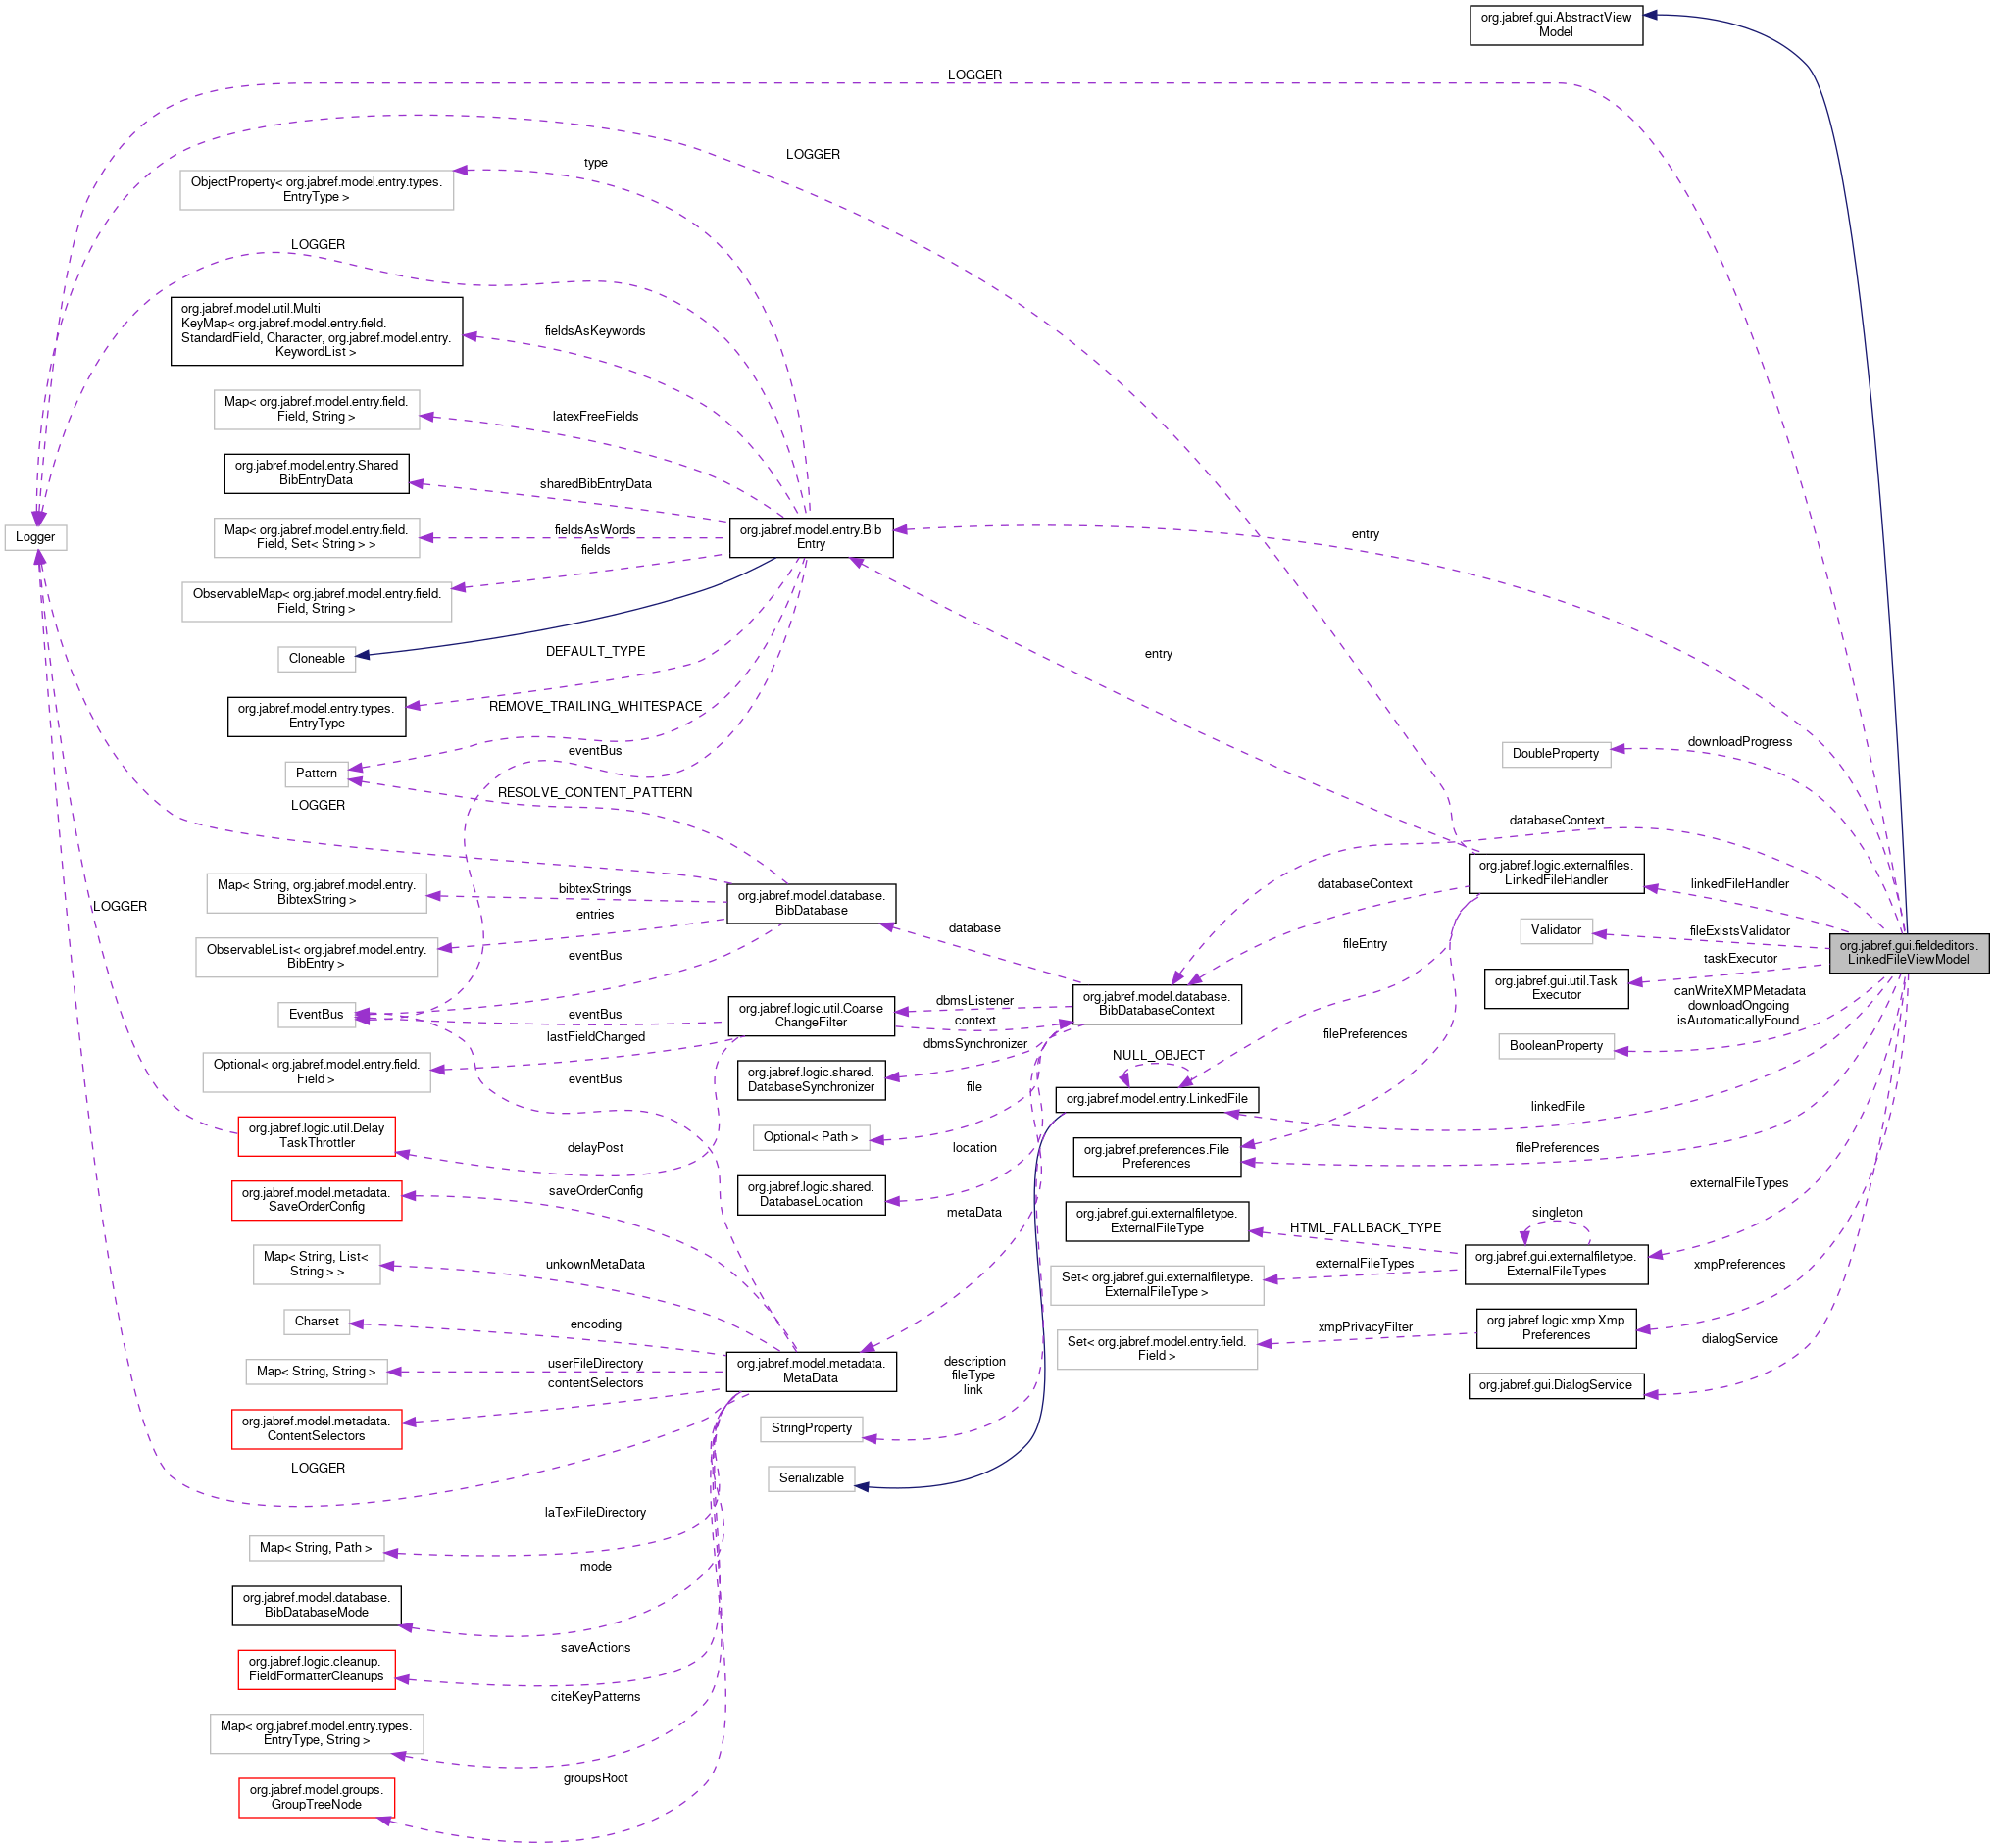 org.jabref.gui.AbstractView
Model
LOGGER
LOGGER
type
ObjectProperty< org.jabref.model.entry.types.
EntryType >
LOGGER
org.jabref.model.util.Multi
KeyMap< org.jabref.model.entry.field.
StandardField, Character, org.jabref.model.entry.
KeywordList >
fieldsAsKeywords
Map< org.jabref.model.entry.field.
Field, String >
latexFreeFields
org.jabref.model.entry.Shared
BibEntryData
sharedBibEntryData
Logger
Map< org.jabref.model.entry.field.
Field, Set< String > >
fieldsAsWords
fields
org.jabref.model.entry.Bib
Entry
entry
ObservableMap< org.jabref.model.entry.field.
Field, String >
Cloneable
DEFAULT_TYPE
entry
org.jabref.model.entry.types.
EntryType
REMOVE_TRAILING_WHITESPACE
eventBus
Pattern
DoubleProperty
downloadProgress
RESOLVE_CONTENT_PATTERN
LOGGER
databaseContext
org.jabref.logic.externalfiles.
LinkedFileHandler
linkedFileHandler
databaseContext
Map< String, org.jabref.model.entry.
BibtexString >
bibtexStrings
org.jabref.model.database.
BibDatabase
LOGGER
entries
database
Validator
fileExistsValidator
ObservableList< org.jabref.model.entry.
BibEntry >
eventBus
fileEntry
org.jabref.gui.fieldeditors.
LinkedFileViewModel
taskExecutor
org.jabref.gui.util.Task
Executor
canWriteXMPMetadata
downloadOngoing
isAutomaticallyFound
EventBus
eventBus
org.jabref.logic.util.Coarse
ChangeFilter
dbmsListener
context
org.jabref.model.database.
BibDatabaseContext
lastFieldChanged
dbmsSynchronizer
filePreferences
BooleanProperty
Optional< org.jabref.model.entry.field.
Field >
eventBus
org.jabref.logic.shared.
DatabaseSynchronizer
NULL_OBJECT
file
org.jabref.model.entry.LinkedFile
linkedFile
org.jabref.logic.util.Delay
TaskThrottler
delayPost
Optional< Path >
location
org.jabref.preferences.File
Preferences
filePreferences
org.jabref.model.metadata.
SaveOrderConfig
saveOrderConfig
org.jabref.logic.shared.
DatabaseLocation
externalFileTypes
metaData
org.jabref.gui.externalfiletype.
ExternalFileType
HTML_FALLBACK_TYPE
singleton
Map< String, List<
String > >
unkownMetaData
externalFileTypes
org.jabref.gui.externalfiletype.
ExternalFileTypes
xmpPreferences
Set< org.jabref.gui.externalfiletype.
ExternalFileType >
Charset
encoding
xmpPrivacyFilter
org.jabref.logic.xmp.Xmp
Preferences
Set< org.jabref.model.entry.field.
Field >
dialogService
Map< String, String >
userFileDirectory
org.jabref.model.metadata.
MetaData
description
fileType
link
contentSelectors
org.jabref.gui.DialogService
org.jabref.model.metadata.
ContentSelectors
StringProperty
LOGGER
Serializable
laTexFileDirectory
Map< String, Path >
mode
org.jabref.model.database.
BibDatabaseMode
saveActions
org.jabref.logic.cleanup.
FieldFormatterCleanups
citeKeyPatterns
Map< org.jabref.model.entry.types.
EntryType, String >
groupsRoot
org.jabref.model.groups.
GroupTreeNode